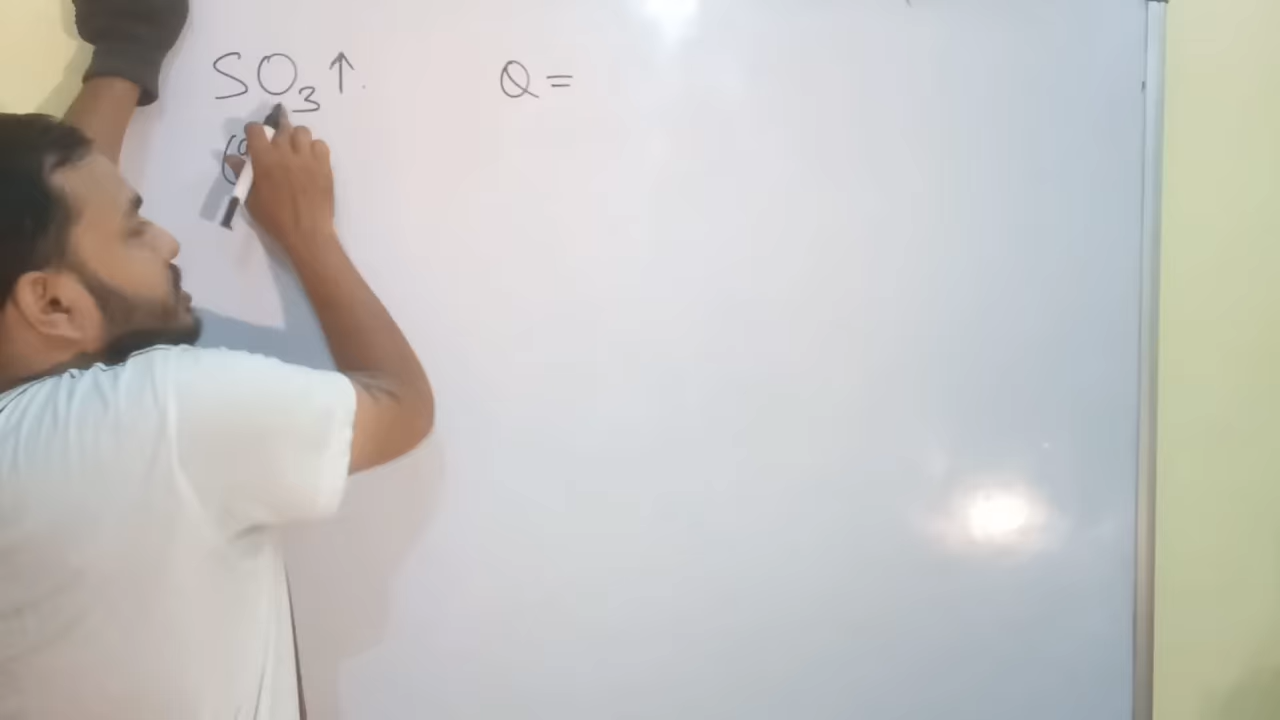 SO₃↑ Q =